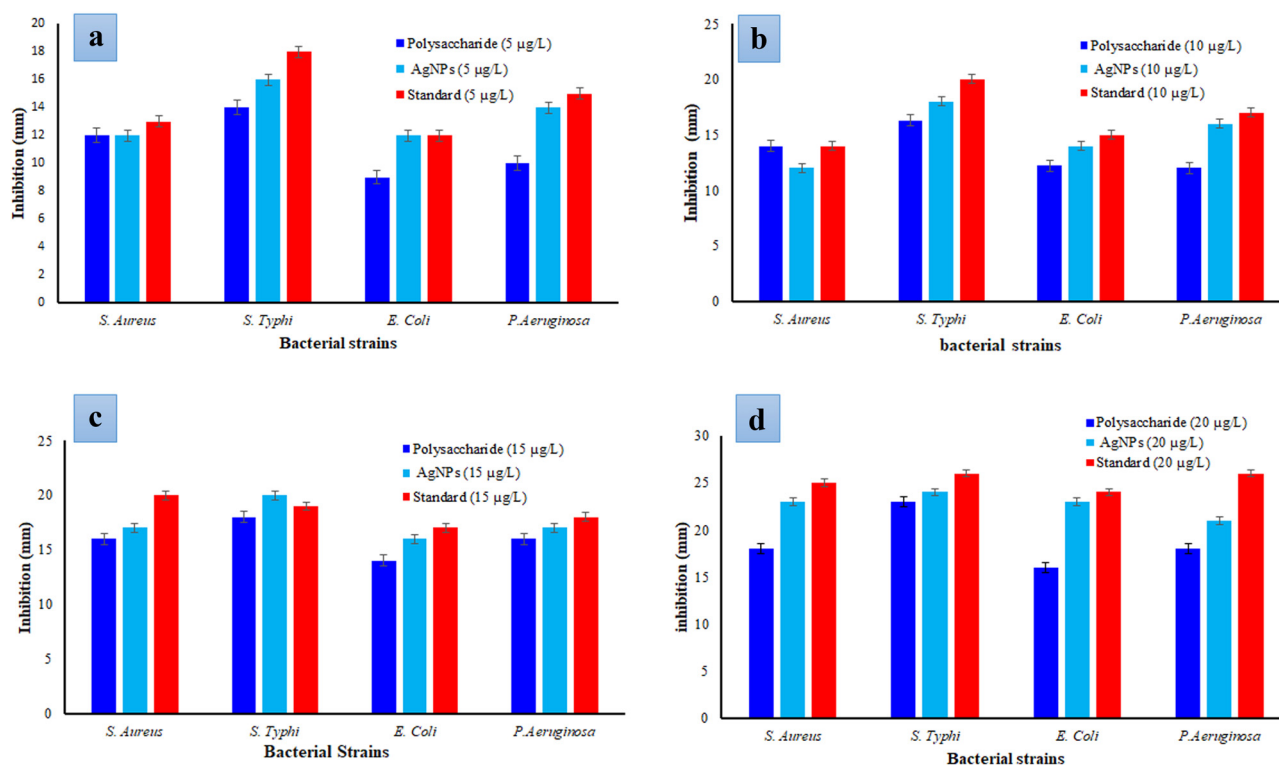 a
20
18
16
14
12
10
8
6
4
2
0
Inhibition (mm)
Polysaccharide (5 µg/L)
AgNPs (5 µg/L)
Standard (5 µg/L)
S. Aureus S. Typhi E. Coli P.Aeruginosa
Bacterial strains
b
25
20
15
10
5
0
Inhibition (mm)
Polysaccharide (10 µg/L)
AgNPs (10 µg/L)
Standard (10 µg/L)
S. Aureus S. Typhi E. Coli P.Aeruginosa
bacterial strains
c
25
20
15
10
5
0
Inhibition (mm)
Polysaccharide (15 µg/L)
AgNPs (15 µg/L)
Standard (15 µg/L)
S. Aureus S. Typhi E. Coli P.Aeruginosa
Bacterial Strains
d
30
25
20
15
10
5
0
inhibition (mm)
Polysaccharide (20 µg/L)
AgNPs (20 µg/L)
Standard (20 µg/L)
S. Aureus S. Typhi E. Coli P.Aeruginosa
Bacterial strains